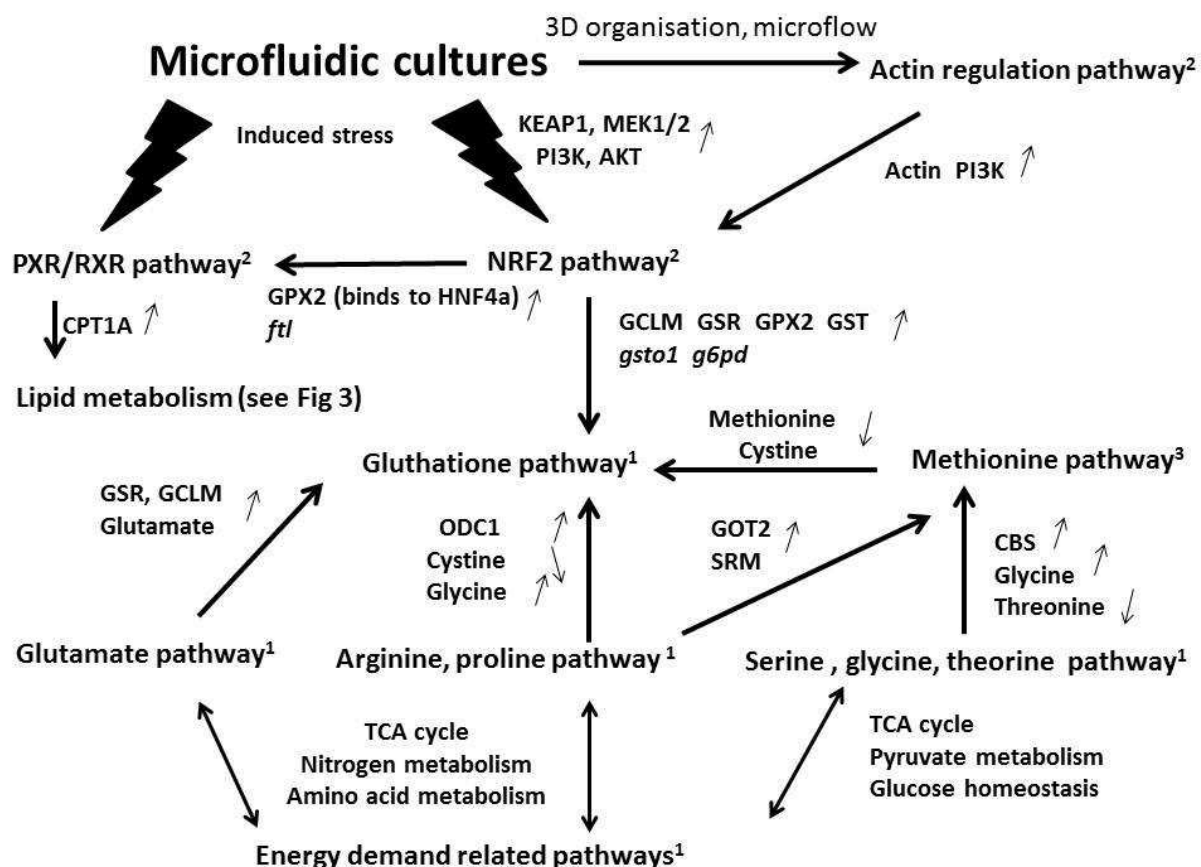 3D organisation, microflow
Microfluidic cultures
Actin regulation pathway²
Induced stress
KEAP1, MEK1/2
PI3K, AKT
Actin PI3K
PXR/RXR pathway²
NRF2 pathway²
GPX2 (binds to HNF4a)
ftl
CPT1A
GCLM GSR GPX2 GST
gsto1 g6pd
Lipid metabolism (see Fig 3)
Methionine
Cystine
Gluthatione pathway¹
Methionine pathway³
GSR, GCLM
Glutamate
ODC1
Cystine
Glycine
GOT2
SRM
CBS
Glycine
Threonine
Glutamate pathway¹
Arginine, proline pathway ¹
Serine , glycine, theorine pathway¹
TCA cycle
Nitrogen metabolism
Amino acid metabolism
TCA cycle
Pyruvate metabolism
Glucose homeostasis
Energy demand related pathways¹